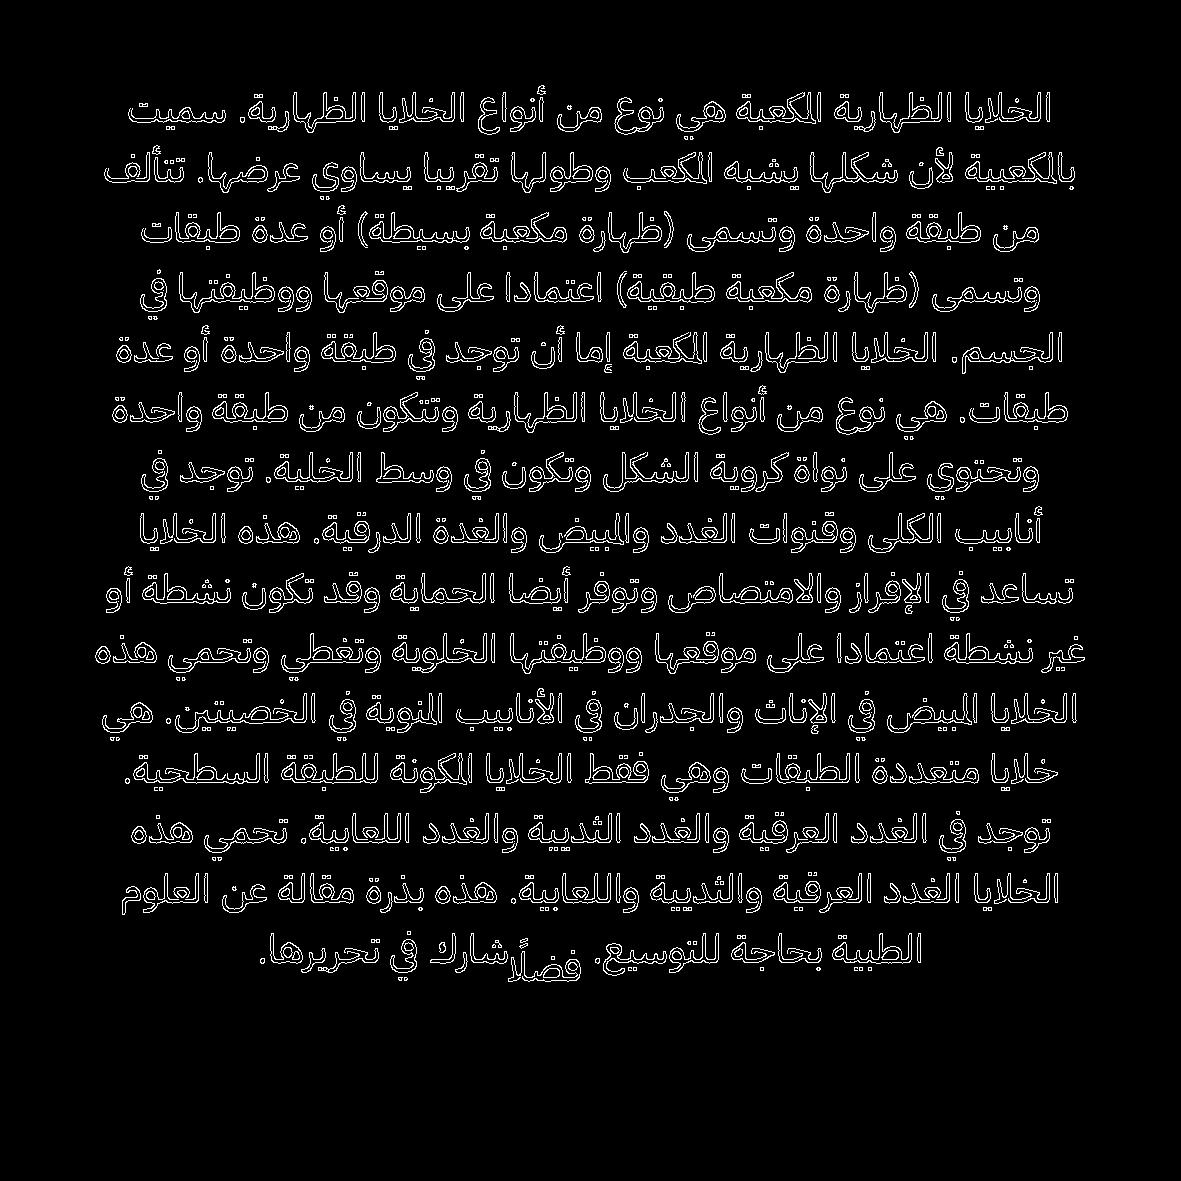 الخلايا الظهارية المكعبة هي نوع من أنواع الخلايا الظهارية. سميت
بالمكعبية لأن شكلها يشبه المكعب وطولها تقريبا يساوي عرضها. تتألف
من طبقة واحدة وتسمى (ظهارة مكعبة بسيطة) أو عدة طبقات
وتسمى (ظهارة مكعبة طبقية) اعتمادا على موقعها ووظيفتها في
الجسم. الخلايا الظهارية المكعبة إما أن توجد في طبقة واحدة أو عدة
طبقات. هي نوع من أنواع الخلايا الظهارية وتتكون من طبقة واحدة
وتحتوي على نواة كروية الشكل وتكون في وسط الخلية. توجد في
أنابيب الكلى وقنوات الغدد والمبيض والغدة الدرقية. هذه الخلايا
تساعد في الإفراز والامتصاص وتوفر أيضا الحماية وقد تكون نشطة أو
غير نشطة اعتمادا على موقعها ووظيفتها الخلوية وتغطي وتحمي هذه
الخلايا المبيض في الإناث والجدران في الأنابيب المنوية في الخصيتين. هي
خلايا متعددة الطبقات وهي فقط الخلايا المكونة للطبقة السطحية.
توجد في الغدد العرقية والغدد الثديية والغدد اللعابية. تحمي هذه
الخلايا الغدد العرقية والثديية واللعابية. هذه بذرة مقالة عن العلوم
الطبية بحاجة للتوسيع. فضلًا شارك في تحريرها.